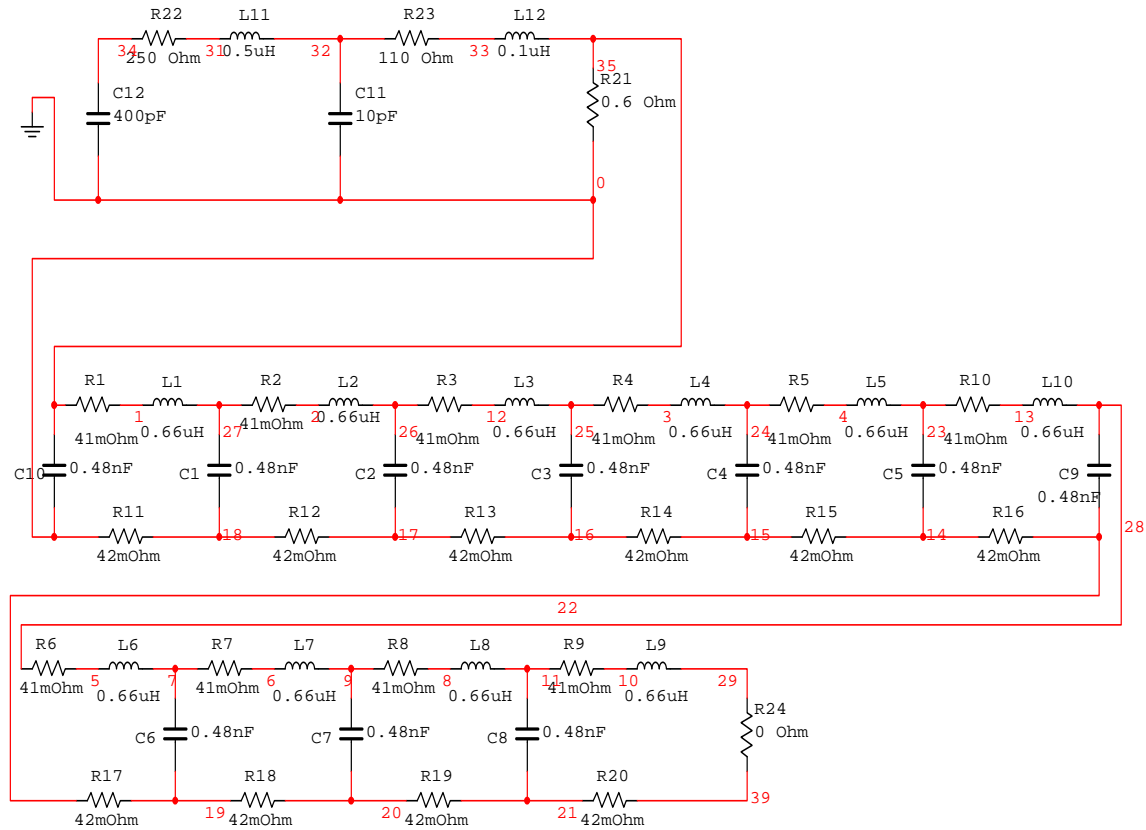 R22 L11 R23 L12
34 250 Ohm 31 0.5uH 32 110 Ohm 33 0.1uH
35
C12 400pF C11 10pF R21 0.6 Ohm
0
R1 L1 R2 L2 R3 L3 R4 L4 R5 L5 R10 L10
1 2 12 3 4 13
41mOhm 0.66uH 41mOhm 0.66uH 41mOhm 0.66uH 41mOhm 0.66uH 41mOhm 0.66uH 41mOhm 0.66uH
27 26 25 24 23
C10 0.48nF C1 0.48nF C2 0.48nF C3 0.48nF C4 0.48nF C5 0.48nF C9 0.48nF
R11 R12 R13 R14 R15 R16
18 17 16 15 14 28
42mOhm 42mOhm 42mOhm 42mOhm 42mOhm 42mOhm
22
R6 L6 R7 L7 R8 L8 R9 L9
5 7 6 9 8 11 10 29
41mOhm 0.66uH 41mOhm 0.66uH 41mOhm 0.66uH 41mOhm 0.66uH
C6 0.48nF C7 0.48nF C8 0.48nF R24 0 Ohm
R17 R18 R19 R20
19 20 21 39
42mOhm 42mOhm 42mOhm 42mOhm